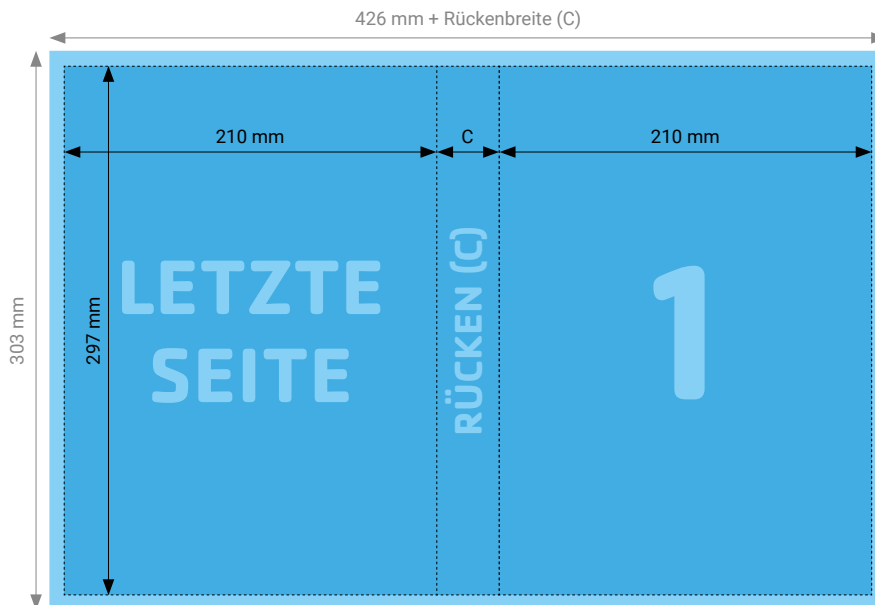 426 mm + Rückenbreite (C)
210 mm
C
210 mm
303 mm
297 mm
LETZTE
SEITE
RÜCKEN (C)
1